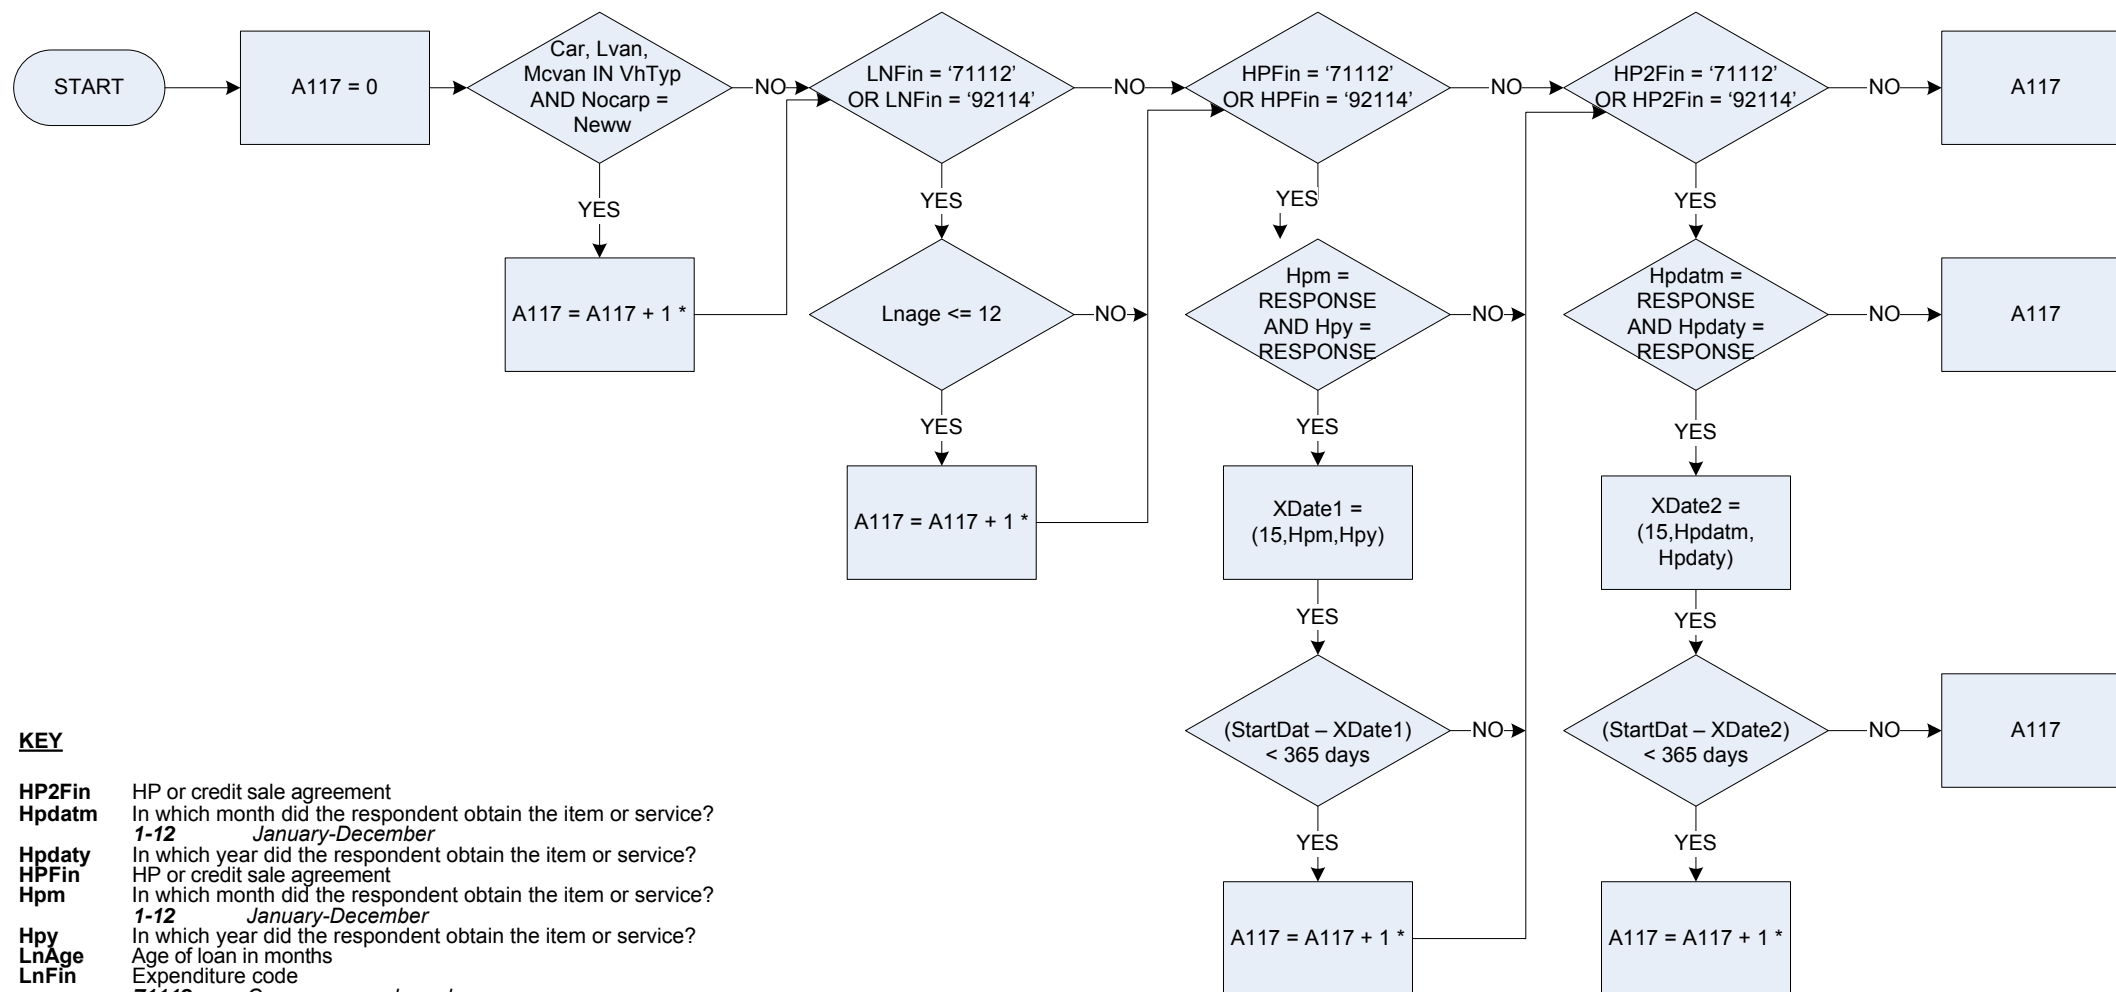 START
A117 = 0
Car, Lvan,
Mcvan IN VhTyp
AND Nocarp =
Neww
NO
LNFin = ‘71112’
OR LNFin = ‘92114’
NO
HPFin = ‘71112’
OR HPFin = ‘92114’
NO
HP2Fin = ‘71112’
OR HP2Fin = ‘92114’
NO
A117
YES
YES
YES
YES
A117 = A117 + 1 *
Lnage <= 12
NO
Hpm =
RESPONSE
AND Hpy =
RESPONSE
NO
Hpdatm =
RESPONSE
AND Hpdaty =
RESPONSE
NO
A117
YES
YES
YES
A117 = A117 + 1 *
XDate1 =
(15,Hpm,Hpy)
XDate2 =
(15,Hpdatm,
Hpdaty)
YES
YES
(StartDat – XDate1)
< 365 days
NO
(StartDat – XDate2)
< 365 days
NO
A117
YES
YES
A117 = A117 + 1 *
A117 = A117 + 1 *
KEY
HP2Fin HP or credit sale agreement
Hpdatm In which month did the respondent obtain the item or service?
1-12 January-December
Hpdaty In which year did the respondent obtain the item or service?
HPFin HP or credit sale agreement
Hpm In which month did the respondent obtain the item or service?
1-12 January-December
Hpy In which year did the respondent obtain the item or service?
LnAge Age of loan in months
LnFin Expenditure code